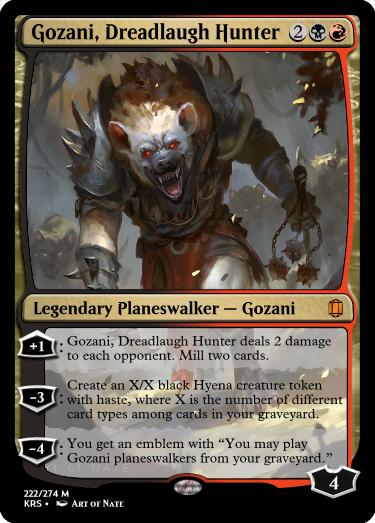 Gozani, Dreadlaugh Hunter 2
Legendary Planeswalker — Gozani
+1: Gozani, Dreadlaugh Hunter deals 2 damage
to each opponent. Mill two cards.
-3: Create an X/X black Hyena creature token
with haste, where X is the number of different
card types among cards in your graveyard.
-4: You get an emblem with “You may play
Gozani planeswalkers from your graveyard.”
4
222/274 M
KRS • Art of Nate